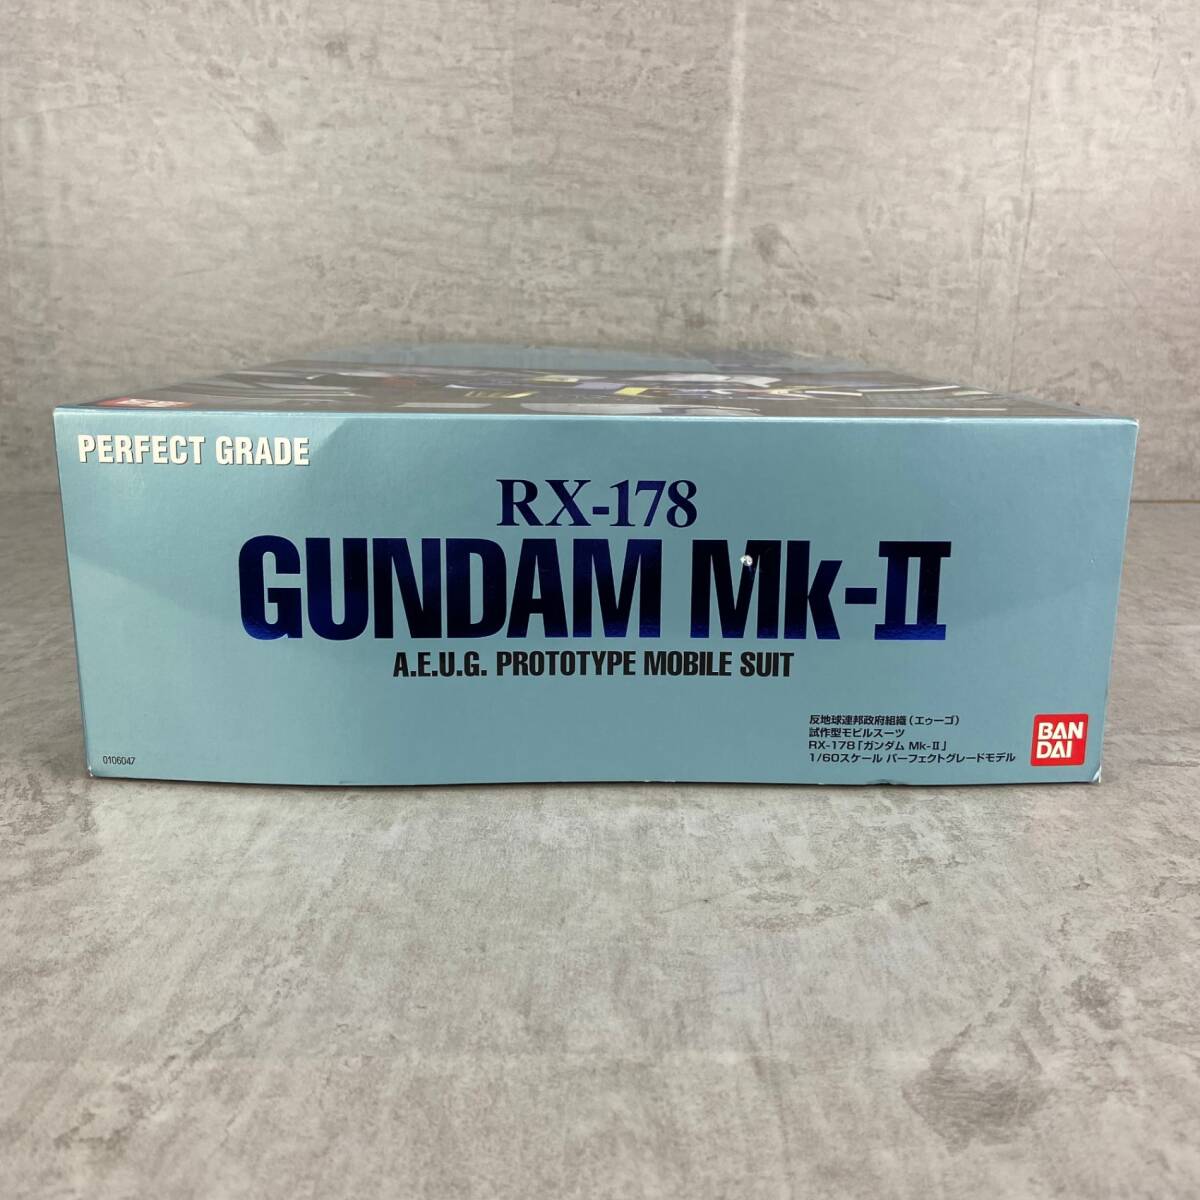 PERFECT GRADE
RX-178
GUNDAM Mk-II
A.E.U.G. PROTOTYPE MOBILE SUIT
反地球連邦政府組織(エゥーゴ)
試作型モビルスーツ
RX-178「ガンダム Mk-II」
1/60スケール パーフェクトグレードモデル
BAN
DAI
0106047